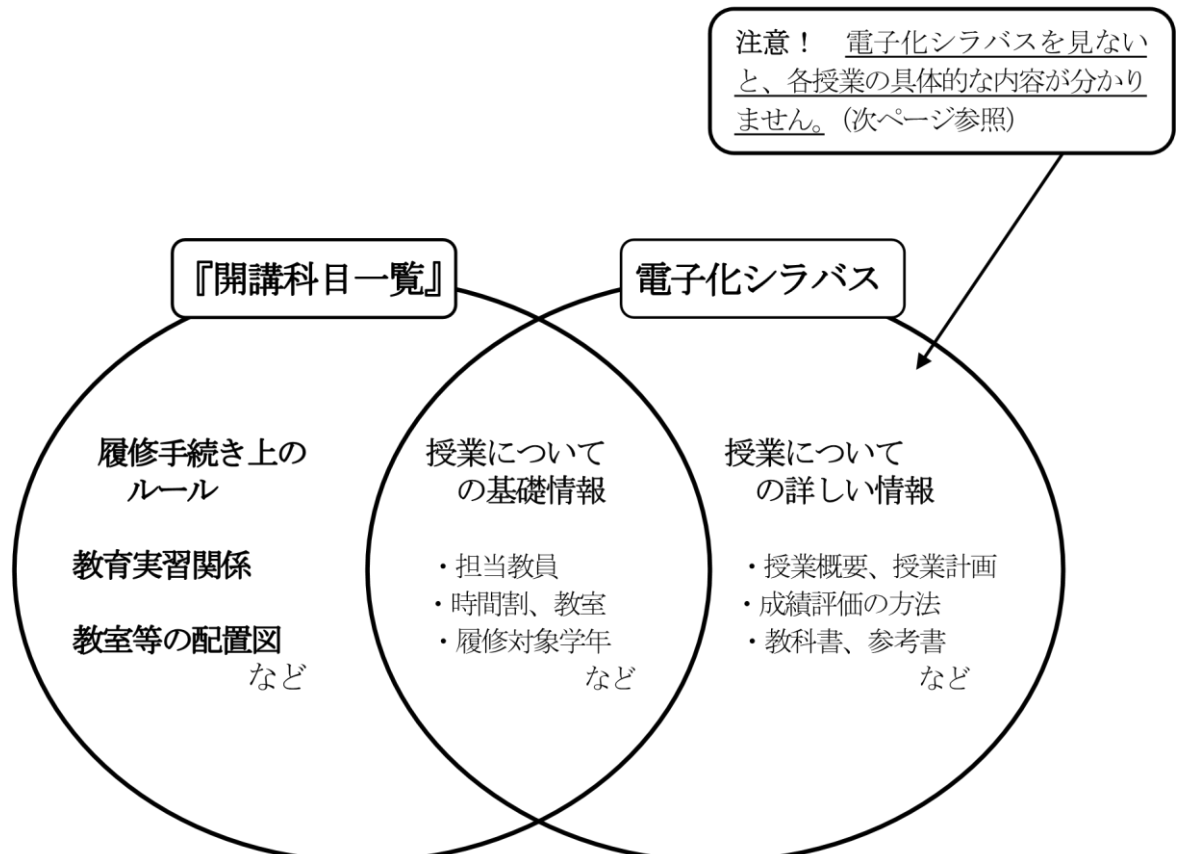 注意！　電子化シラバスを見ない
と、各授業の具体的な内容が分かり
ません。(次ページ参照)
『開講科目一覧』
電子化シラバス
履修手続き上の
ルール
教育実習関係
教室等の配置図
など
授業について
の基礎情報
・担当教員
・時間割、教室
・履修対象学年
など
授業について
の詳しい情報
・授業概要、授業計画
・成績評価の方法
・教科書、参考書
など